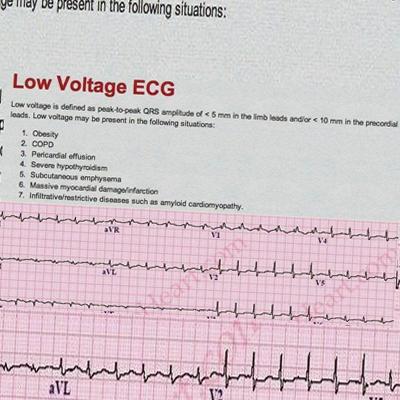 may be present in the following situations:
Low Voltage ECG
Low voltage is defined as peak-to-peak QRS amplitude of < 5 mm in the limb leads and/or < 10 mm in the precordial
leads. Low voltage may be present in the following situations:
1. Obesity
2. COPD
3. Pericardial effusion
4. Severe hypothyroidism
5. Subcutaneous emphysema
6. Massive myocardial damage/infarction
7. Infiltrative/restrictive diseases such as amyloid cardiomyopathy.
aVR V1 V4
aVL V2 V5
aVL V2